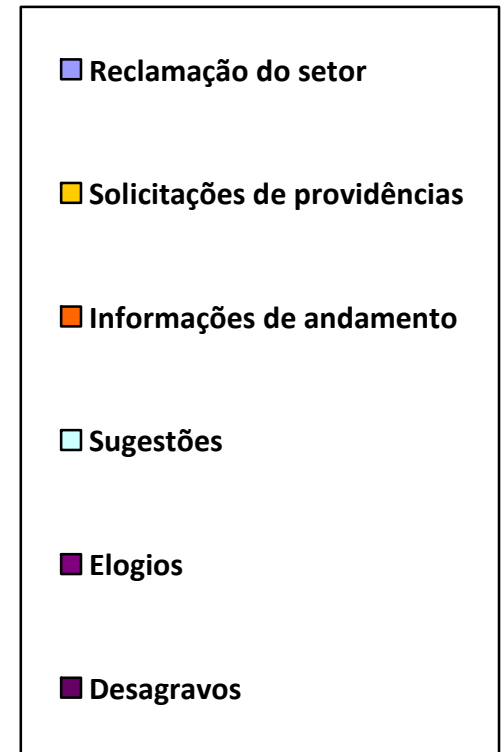 Reclamação do setor
Solicitações de providências
Informações de andamento
Sugestões
Elogios
Desagravos